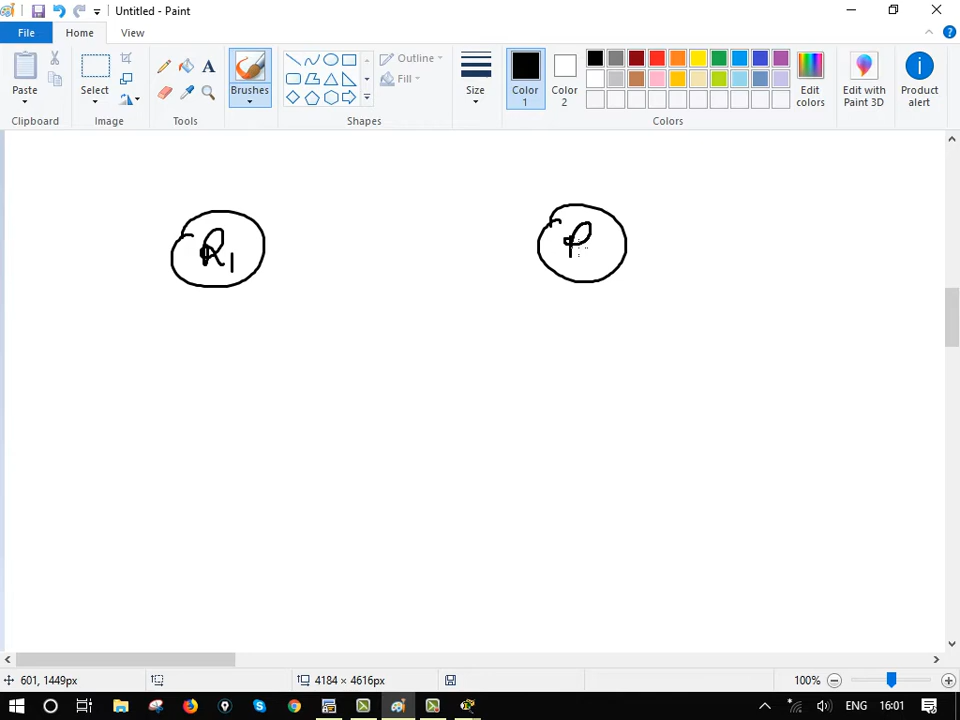 Untitled - Paint
File Home View
Paste Select Brushes Outline Fill Size Color 1 Color 2 Edit colors Edit with Paint 3D Product alert
Clipboard Image Tools Shapes Colors
R1 P
601, 1449px 4184 × 4616px 100%
ENG 16:01